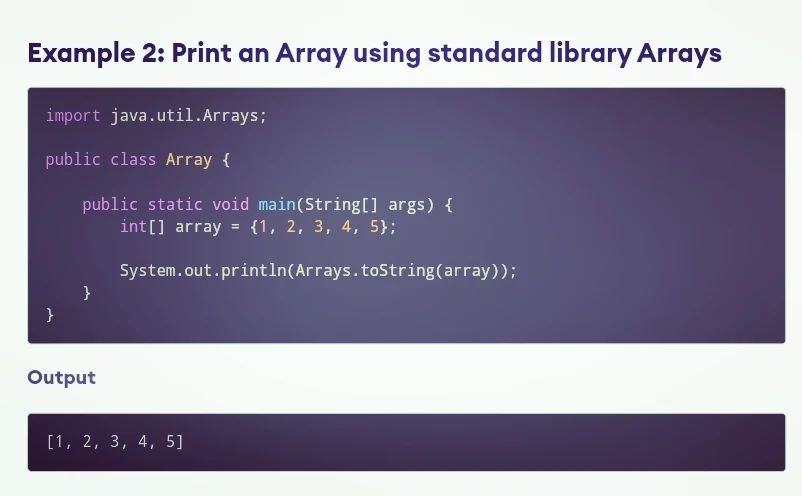 Example 2: Print an Array using standard library Arrays
import java.util.Arrays;
public class Array {
public static void main(String[] args) {
int[] array = {1, 2, 3, 4, 5};
System.out.println(Arrays.toString(array));
}
}
Output
[1, 2, 3, 4, 5]